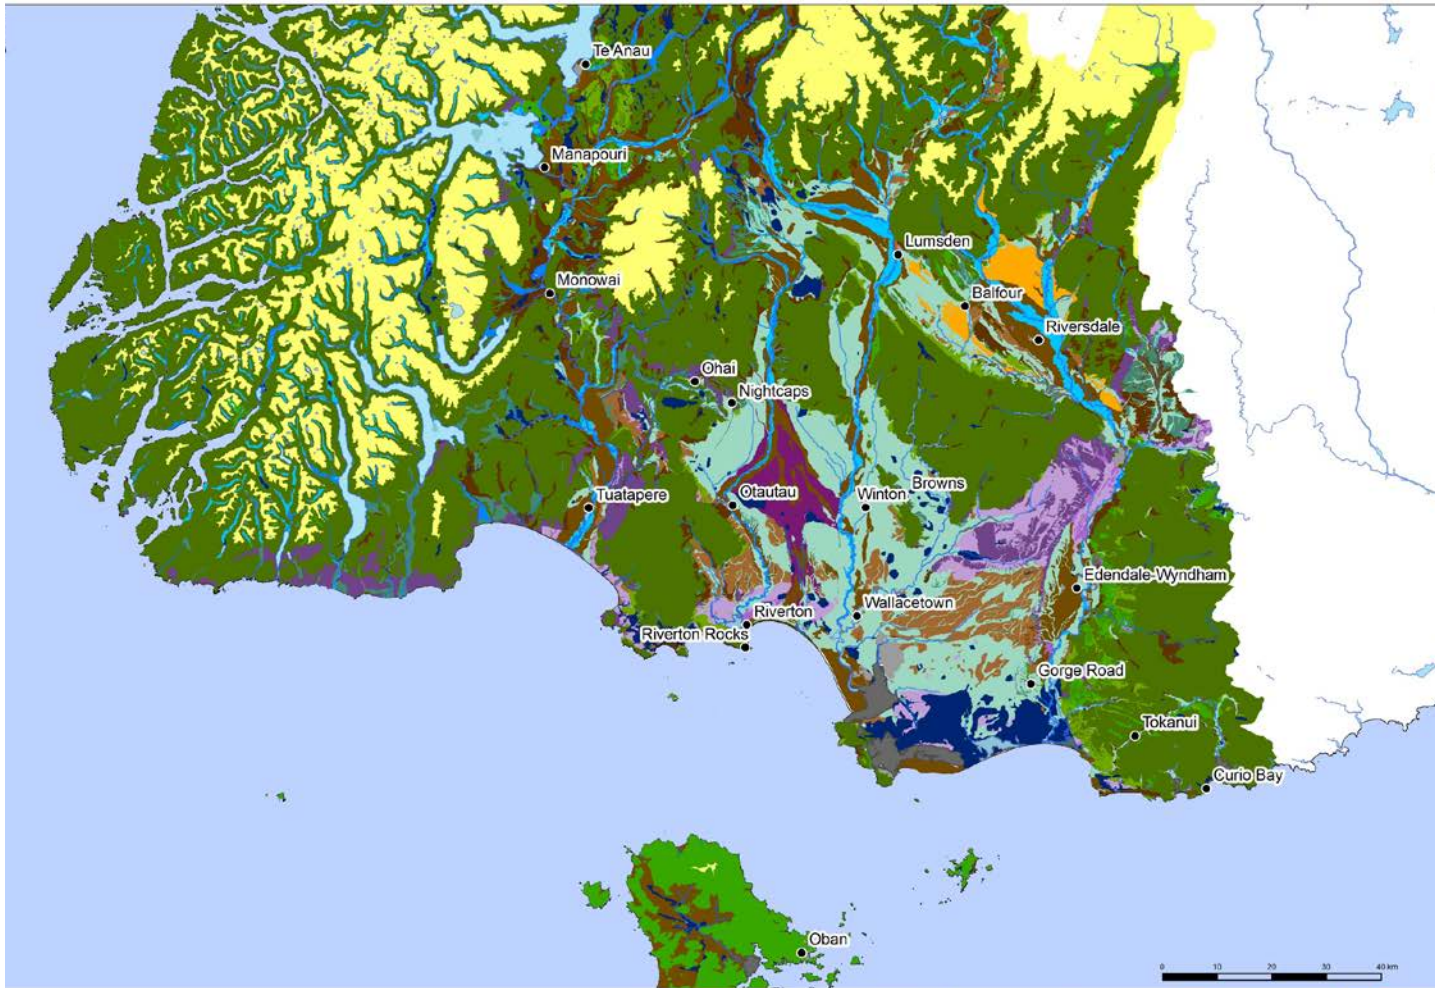 Te Anau
Manapouri
Lumsden
Monowai
Balfour
Riversdale
Ohai
Nightcaps
Otautau
Winton
Browns
Tuatapere
Edendale-Wyndham
Wallacetown
Riverton
Riverton Rocks
Gorge Road
Tokanui
Curio Bay
Oban
0 10 20 30 40 km